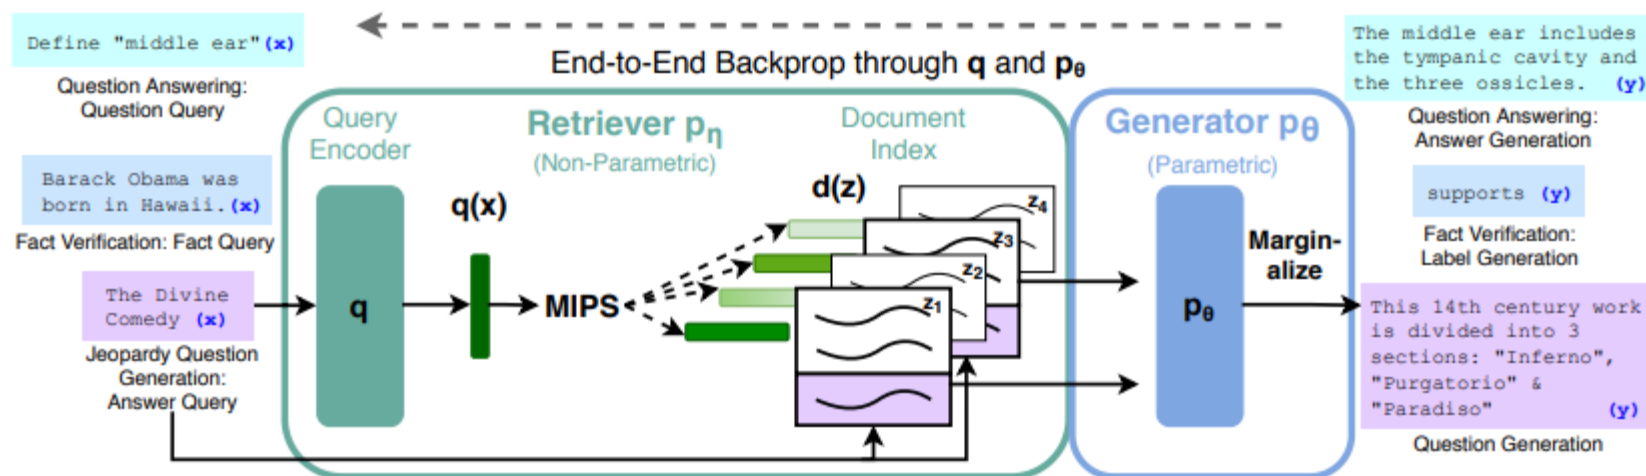 Define "middle ear"(x)
Question Answering:
Question Query
Barack Obama was
born in Hawaii.(x)
Fact Verification: Fact Query
The Divine
Comedy (x)
Jeopardy Question
Generation:
Answer Query
End-to-End Backprop through q and pθ
Query
Encoder
q
q(x)
Retriever pη
(Non-Parametric)
MIPS
Document
Index
d(z)
z4
z3
z2
z1
Generator pθ
(Parametric)
pθ
Margin-
alize
The middle ear includes
the tympanic cavity and
the three ossicles. (y)
Question Answering:
Answer Generation
supports (y)
Fact Verification:
Label Generation
This 14th century work
is divided into 3
sections: "Inferno",
"Purgatorio" &
"Paradiso" (y)
Question Generation